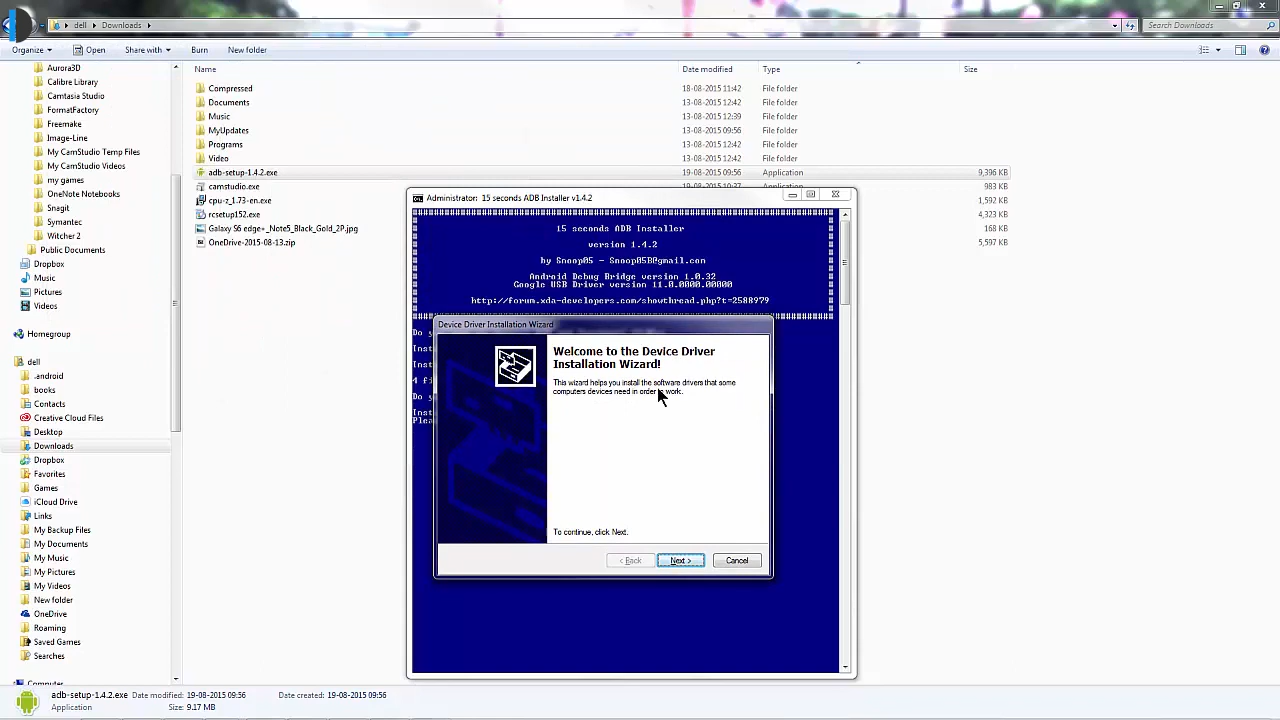 dell ▸ Downloads ▸
Search Downloads
Organize Open Share with Burn New folder
Name Date modified Type Size
Aurora3D
Calibre Library
Camtasia Studio
FormatFactory
Freemake
Image-Line
My CamStudio Temp Files
My CamStudio Videos
my games
OneNote Notebooks
Snagit
Symantec
Witcher 2
Public Documents
Dropbox
Music
Pictures
Videos
Homegroup
dell
.android
books
Contacts
Creative Cloud Files
Desktop
Downloads
Dropbox
Favorites
Games
iCloud Drive
Links
My Backup Files
My Documents
My Music
My Pictures
My Videos
New folder
OneDrive
Roaming
Saved Games
Searches
Computer
Compressed 18-08-2015 11:42 File folder
Documents 13-08-2015 12:42 File folder
Music 13-08-2015 12:39 File folder
MyUpdates 13-08-2015 09:56 File folder
Programs 13-08-2015 12:42 File folder
Video 13-08-2015 12:42 File folder
adb-setup-1.4.2.exe 19-08-2015 09:56 Application 9,396 KB
camstudio.exe Application 983 KB
cpu-z_1.73-en.exe 1,592 KB
rcsetup152.exe 4,323 KB
Galaxy S6 edge+_Note5_Black_Gold_2P.jpg 168 KB
OneDrive-2015-08-13.zip 5,597 KB
Administrator: 15 seconds ADB Installer v1.4.2
15 seconds ADB Installer
version 1.4.2
by Snoop05 - Snoop05B@gmail.com
Android Debug Bridge version 1.0.32
Google USB Driver version 11.0.0000.00000
http://forum.xda-developers.com/showthread.php?t=2588979
Do y
Inst
Inst
4 fi
Do y
Inst
Plea
Device Driver Installation Wizard
Welcome to the Device Driver
Installation Wizard!
This wizard helps you install the software drivers that some
computers devices need in order to work.
To continue, click Next.
< Back Next > Cancel
adb-setup-1.4.2.exe Date modified: 19-08-2015 09:56 Date created: 19-08-2015 09:56
Application Size: 9.17 MB